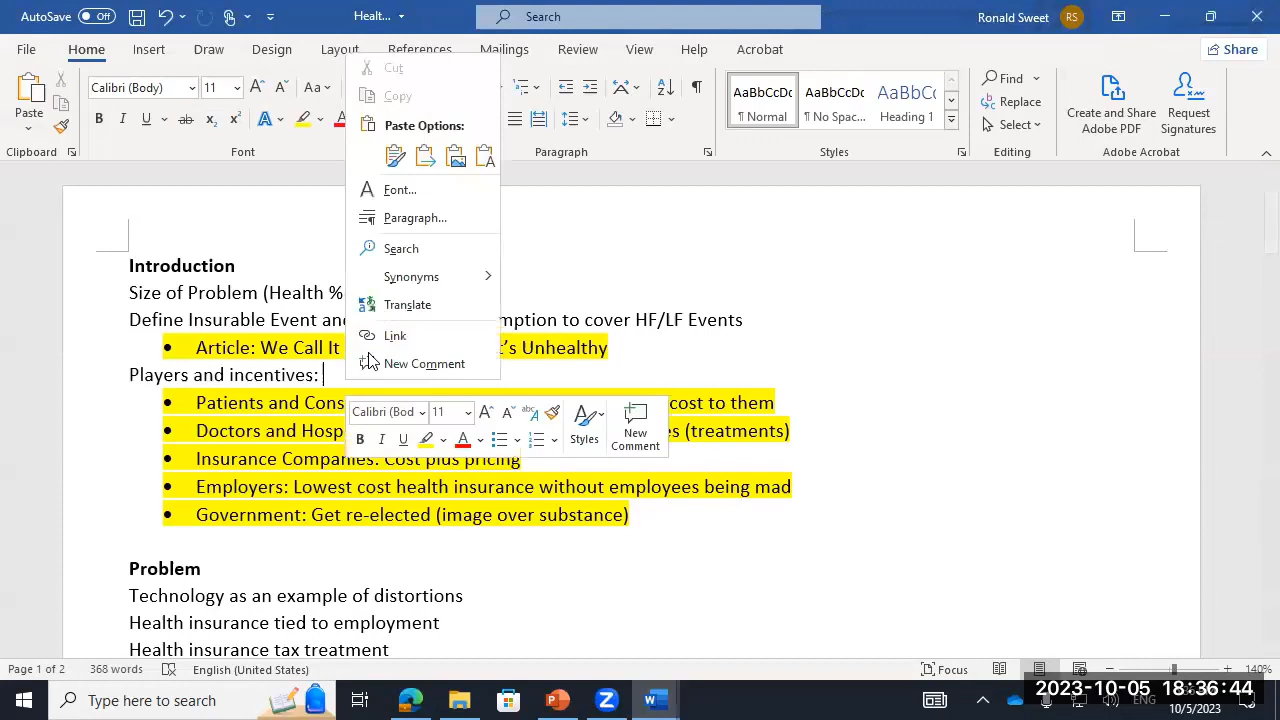 AutoSave Off Healt... Search Ronald Sweet RS
File Home Insert Draw Design Layout References Mailings Review View Help Acrobat Share
Paste
Clipboard
Calibri (Body) 11
Font
Paragraph
AaBbCcDc AaBbCcDc AaBbC
¶ Normal ¶ No Spac... Heading 1
Styles
Find
Replace
Select
Editing
Create and Share Adobe PDF
Request Signatures
Adobe Acrobat
Cut
Copy
Paste Options:
Font...
Paragraph...
Search
Synonyms
Translate
Link
New Comment
Calibri (Bod 11
Styles
New Comment
Introduction
Size of Problem (Health %
Define Insurable Event and mption to cover HF/LF Events
• Article: We Call It t's Unhealthy
Players and incentives:
• Patients and Cons cost to them
• Doctors and Hosp es (treatments)
• Insurance Companies: Cost plus pricing
• Employers: Lowest cost health insurance without employees being mad
• Government: Get re-elected (image over substance)
Problem
Technology as an example of distortions
Health insurance tied to employment
Health insurance tax treatment
Page 1 of 2 368 words English (United States) Focus 140%
Type here to search
ENG
2023-10-05 18:36:44
10/5/2023